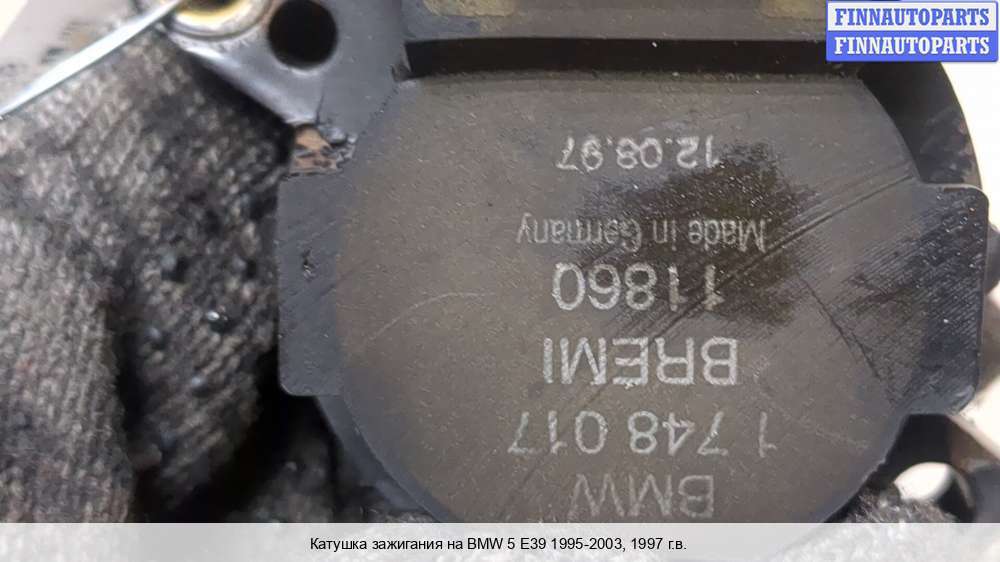 FINNAUTOPARTS
FINNAUTOPARTS
BMW
1 748 017
BREMI
11860
Made in Germany
12.08.97
Катушка зажигания на BMW 5 E39 1995-2003, 1997 г.в.